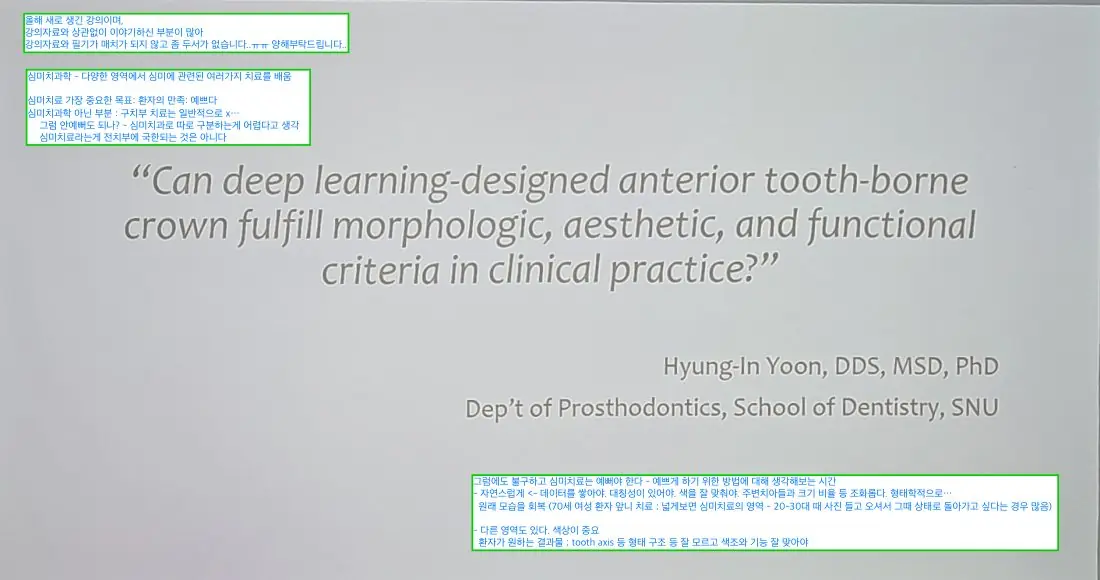 올해 새로 생긴 강의이며,
강의자료와 상관없이 이야기하신 부분이 많아
강의자료와 필기가 매치가 되지 않고 좀 두서가 없습니다..ㅠㅠ 양해부탁드립니다..
심미치과학 - 다양한 영역에서 심미에 관련된 여러가지 치료를 배움
심미치료 가장 중요한 목표: 환자의 만족: 예쁘다
심미치과학 아닌 부분 : 구치부 치료는 일반적으로 x…
그럼 안예뻐도 되나? - 심미치과로 따로 구분하는게 어렵다고 생각
심미치료라는게 전치부에 국한되는 것은 아니다
“Can deep learning-designed anterior tooth-borne
crown fulfill morphologic, aesthetic, and functional
criteria in clinical practice?”
Hyung-In Yoon, DDS, MSD, PhD
Dep’t of Prosthodontics, School of Dentistry, SNU
그럼에도 불구하고 심미치료는 예뻐야 한다 - 예쁘게 하기 위한 방법에 대해 생각해보는 시간
- 자연스럽게 <- 데이터를 쌓아야. 대칭성이 있어야. 색을 잘 맞춰야. 주변치아들과 크기 비율 등 조화롭다. 형태학적으로…
원래 모습을 회복 (70세 여성 환자 앞니 치료 : 넓게보면 심미치료의 영역 - 20-30대 때 사진 들고 오셔서 그때 상태로 돌아가고 싶다는 경우 많음)
- 다른 영역도 있다. 색상이 중요
환자가 원하는 결과물 : tooth axis 등 형태 구조 등 잘 모르고 색조와 기능 잘 맞아야